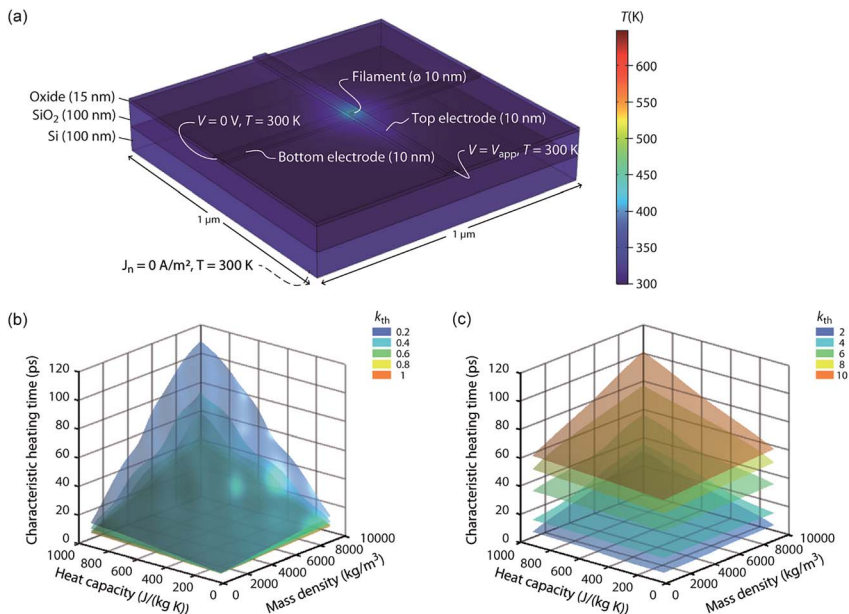 (a)
T(K)
Filament (ø 10 nm)
600
Oxide (15 nm)
SiO₂ (100 nm)
V = 0 V, T = 300 K
Top electrode (10 nm)
550
Si (100 nm)
500
Bottom electrode (10 nm)
V = Vapp, T = 300 K
450
1 µm
1 µm
400
350
Jn = 0 A/m², T = 300 K
300
(b)
kth
0.2
0.4
0.6
0.8
1
Characteristic heating time (ps)
120
100
80
60
40
20
0
1000
800
600
400
200
0
Heat capacity (J/(kg K))
0
2000
4000
6000
8000
10000
Mass density (kg/m³)
(c)
kth
2
4
6
8
10
Characteristic heating time (ps)
120
100
80
60
40
20
0
1000
800
600
400
200
0
Heat capacity (J/(kg K))
0
2000
4000
6000
8000
10000
Mass density (kg/m³)